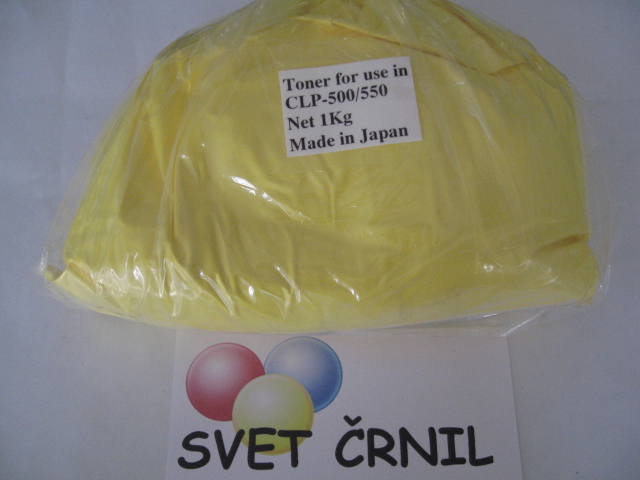 Toner for use in
CLP-500/550
Net 1Kg
Made in Japan
SVET ČRNIL